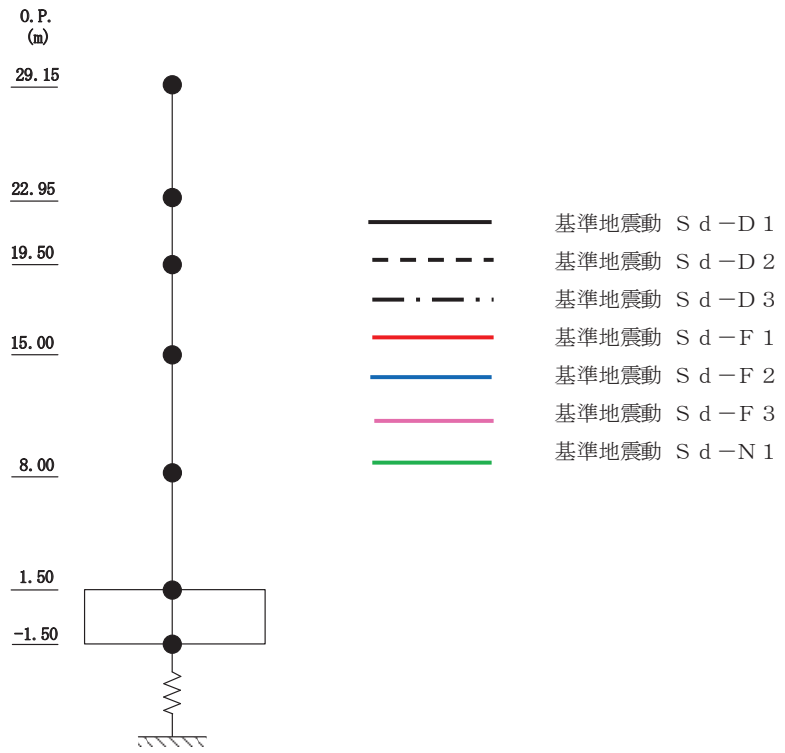 O.P.
(m)
29.15
22.95
19.50
15.00
8.00
1.50
-1.50
基準地震動 Ｓｄ－Ｄ１
基準地震動 Ｓｄ－Ｄ２
基準地震動 Ｓｄ－Ｄ３
基準地震動 Ｓｄ－Ｆ１
基準地震動 Ｓｄ－Ｆ２
基準地震動 Ｓｄ－Ｆ３
基準地震動 Ｓｄ－Ｎ１